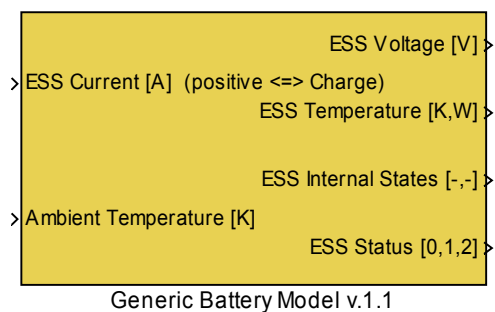 ESS Voltage [V]
ESS Current [A]  (positive <=> Charge)
ESS Temperature [K,W]
ESS Internal States [-,-]
Ambient Temperature [K]
ESS Status [0,1,2]
Generic Battery Model v.1.1